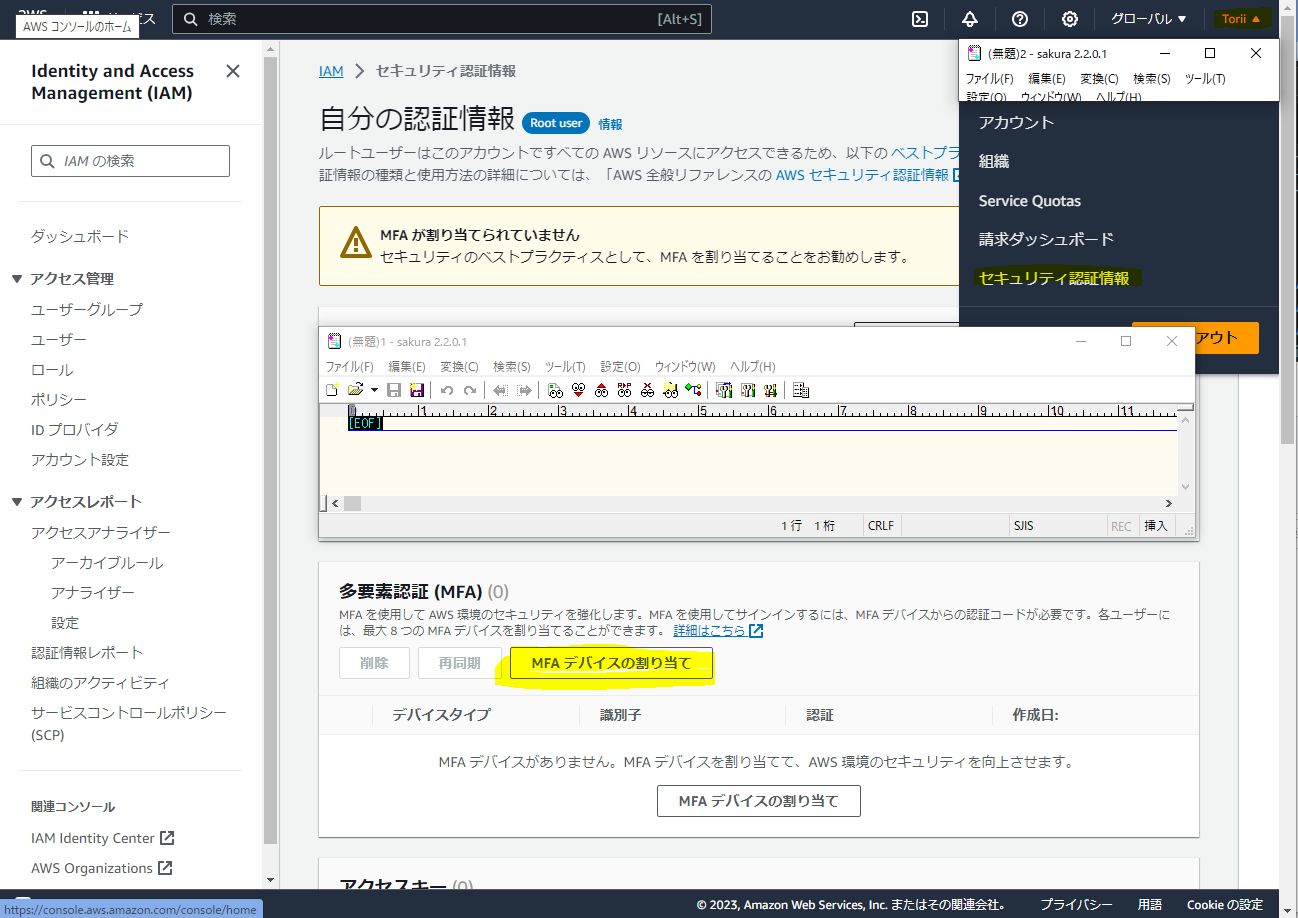 AWS コンソールのホーム
検索
[Alt+S]
グローバル ▼
Torii ▲
Identity and Access
Management (IAM)
IAM の検索
ダッシュボード
アクセス管理
ユーザーグループ
ユーザー
ロール
ポリシー
ID プロバイダ
アカウント設定
アクセスレポート
アクセスアナライザー
アーカイブルール
アナライザー
設定
認証情報レポート
組織のアクティビティ
サービスコントロールポリシー
(SCP)
関連コンソール
IAM Identity Center
AWS Organizations
https://console.aws.amazon.com/console/home
IAM > セキュリティ認証情報
自分の認証情報 Root user 情報
ルートユーザーはこのアカウントですべての AWS リソースにアクセスできるため、以下の ベストプラ
証情報の種類と使用方法の詳細については、「AWS 全般リファレンスの AWS セキュリティ認証情報
MFA が割り当てられていません
セキュリティのベストプラクティスとして、MFA を割り当てることをお勧めします。
(無題)2 - sakura 2.2.0.1
ファイル(F) 編集(E) 変換(C) 検索(S) ツール(T)
設定(O) ウィンドウ(W) ヘルプ(H)
アカウント
組織
Service Quotas
請求ダッシュボード
セキュリティ認証情報
アウト
(無題)1 - sakura 2.2.0.1
ファイル(F) 編集(E) 変換(C) 検索(S) ツール(T) 設定(O) ウィンドウ(W) ヘルプ(H)
0 1 2 3 4 5 6 7 8 9 10 11
[EOF]
1 行 1 桁 CRLF SJIS REC 挿入
多要素認証 (MFA) (0)
MFA を使用して AWS 環境のセキュリティを強化します。MFA を使用してサインインするには、MFA デバイスからの認証コードが必要です。各ユーザーに
は、最大 8 つの MFA デバイスを割り当てることができます。 詳細はこちら
削除 再同期 MFA デバイスの割り当て
デバイスタイプ 識別子 認証 作成日:
MFA デバイスがありません。MFA デバイスを割り当てて、AWS 環境のセキュリティを向上させます。
MFA デバイスの割り当て
アクセスキー (0)
© 2023, Amazon Web Services, Inc. またはその関連会社。 プライバシー 用語 Cookie の設定